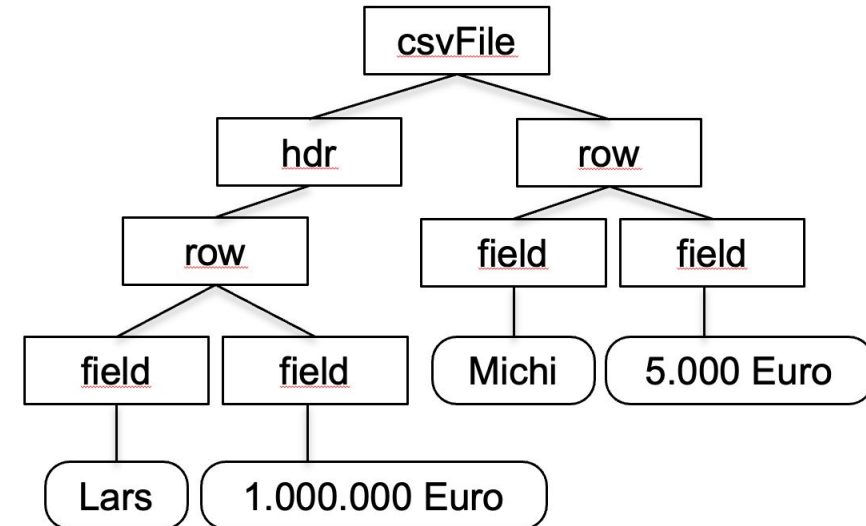 csvFile
hdr
row
row
field
field
field
field
Michi
5.000 Euro
Lars
1.000.000 Euro